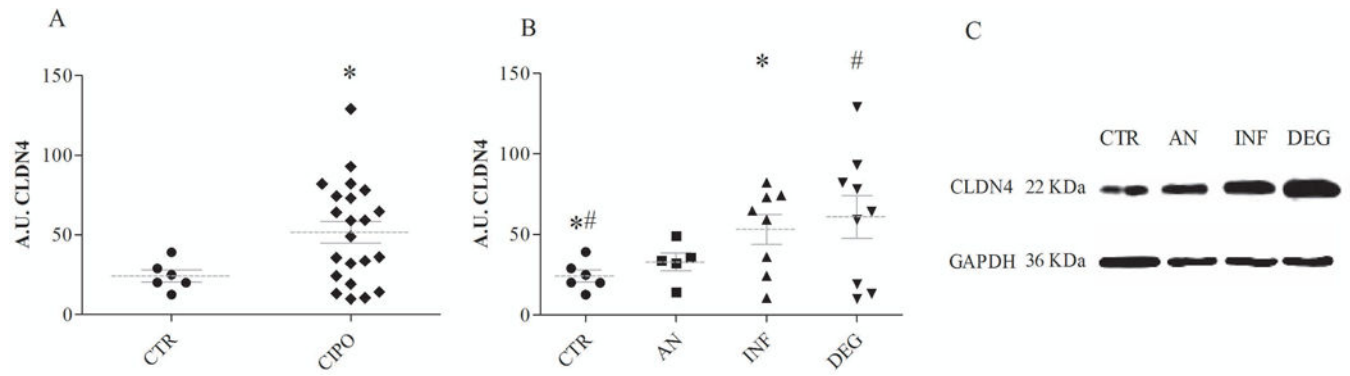 A
A.U. CLDN4
150
100
50
0
*
CTR
CIPO
B
A.U. CLDN4
150
100
50
0
*#
*
#
CTR
AN
INF
DEG
C
CTR AN INF DEG
CLDN4 22 KDa
GAPDH 36 KDa